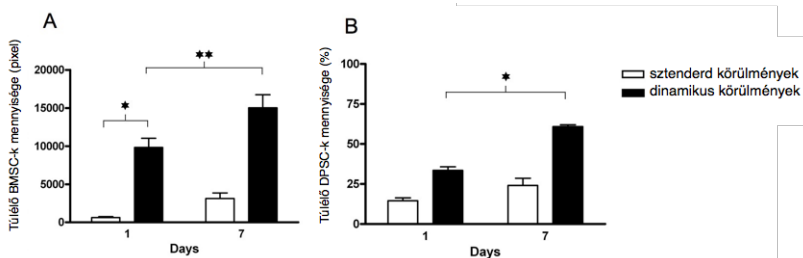 A
Túlélő BMSC-k mennyisége (pixel)
20000
15000
10000
5000
0
*
**
1
7
Days
B
Túlélő DPSC-k mennyisége (%)
100
75
50
25
0
*
1
7
Days
sztenderd körülmények
dinamikus körülmények